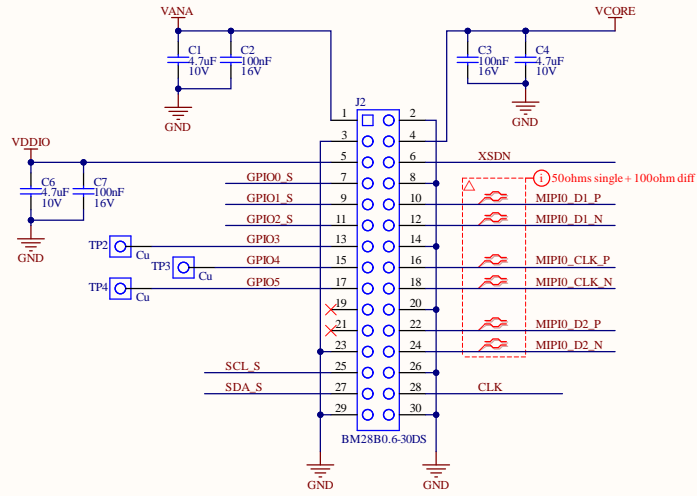 VANA
VCORE
C1
4.7uF
10V
C2
100nF
16V
C3
100nF
16V
C4
4.7uF
10V
GND
GND
J2
1 2
3 4
VDDIO
5 6 XSDN
C6
4.7uF
10V
C7
100nF
16V
GND
i 50ohms single + 100ohm diff
GPIO0_S 7 8
GPIO1_S 9 10 MIPI0_D1_P
GPIO2_S 11 12 MIPI0_D1_N
TP2 Cu GPIO3 13 14
TP3 Cu GPIO4 15 16 MIPI0_CLK_P
TP4 Cu GPIO5 17 18 MIPI0_CLK_N
19 20
21 22 MIPI0_D2_P
23 24 MIPI0_D2_N
SCL_S 25 26
SDA_S 27 28 CLK
29 30
BM28B0.6-30DS
GND
GND